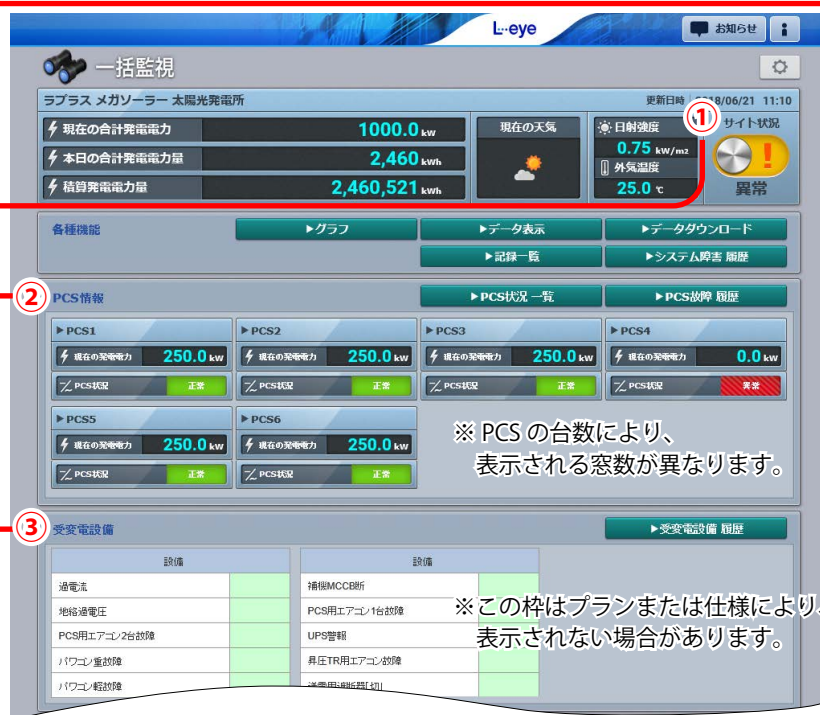 L·eye
お知らせ
一括監視
ラプラス メガソーラー 太陽光発電所
更新日時 2018/06/21 11:10
①
現在の合計発電電力 1000.0 kw
本日の合計発電電力量 2,460 kwh
積算発電電力量 2,460,521 kwh
現在の天気
日射強度
0.75 kw/m2
外気温度
25.0 ℃
サイト状況
異常
各種機能
▶グラフ
▶データ表示
▶データダウンロード
▶記録一覧
▶システム障害 履歴
②
PCS情報
▶PCS状況 一覧
▶PCS故障 履歴
▶PCS1
現在の発電電力 250.0 kw
PCS状況 正常
▶PCS2
現在の発電電力 250.0 kw
PCS状況 正常
▶PCS3
現在の発電電力 250.0 kw
PCS状況 正常
▶PCS4
現在の発電電力 0.0 kw
PCS状況 異常
▶PCS5
現在の発電電力 250.0 kw
PCS状況 正常
▶PCS6
現在の発電電力 250.0 kw
PCS状況 正常
※ PCS の台数により、
表示される窓数が異なります。
③
受変電設備
▶受変電設備 履歴
設備
過電流
地絡過電圧
PCS用エアコン2台故障
パワコン重故障
パワコン軽故障
設備
補機MCCB断
PCS用エアコン1台故障
UPS警報
昇圧TR用エアコン故障
※この枠はプランまたは仕様により、
表示されない場合があります。